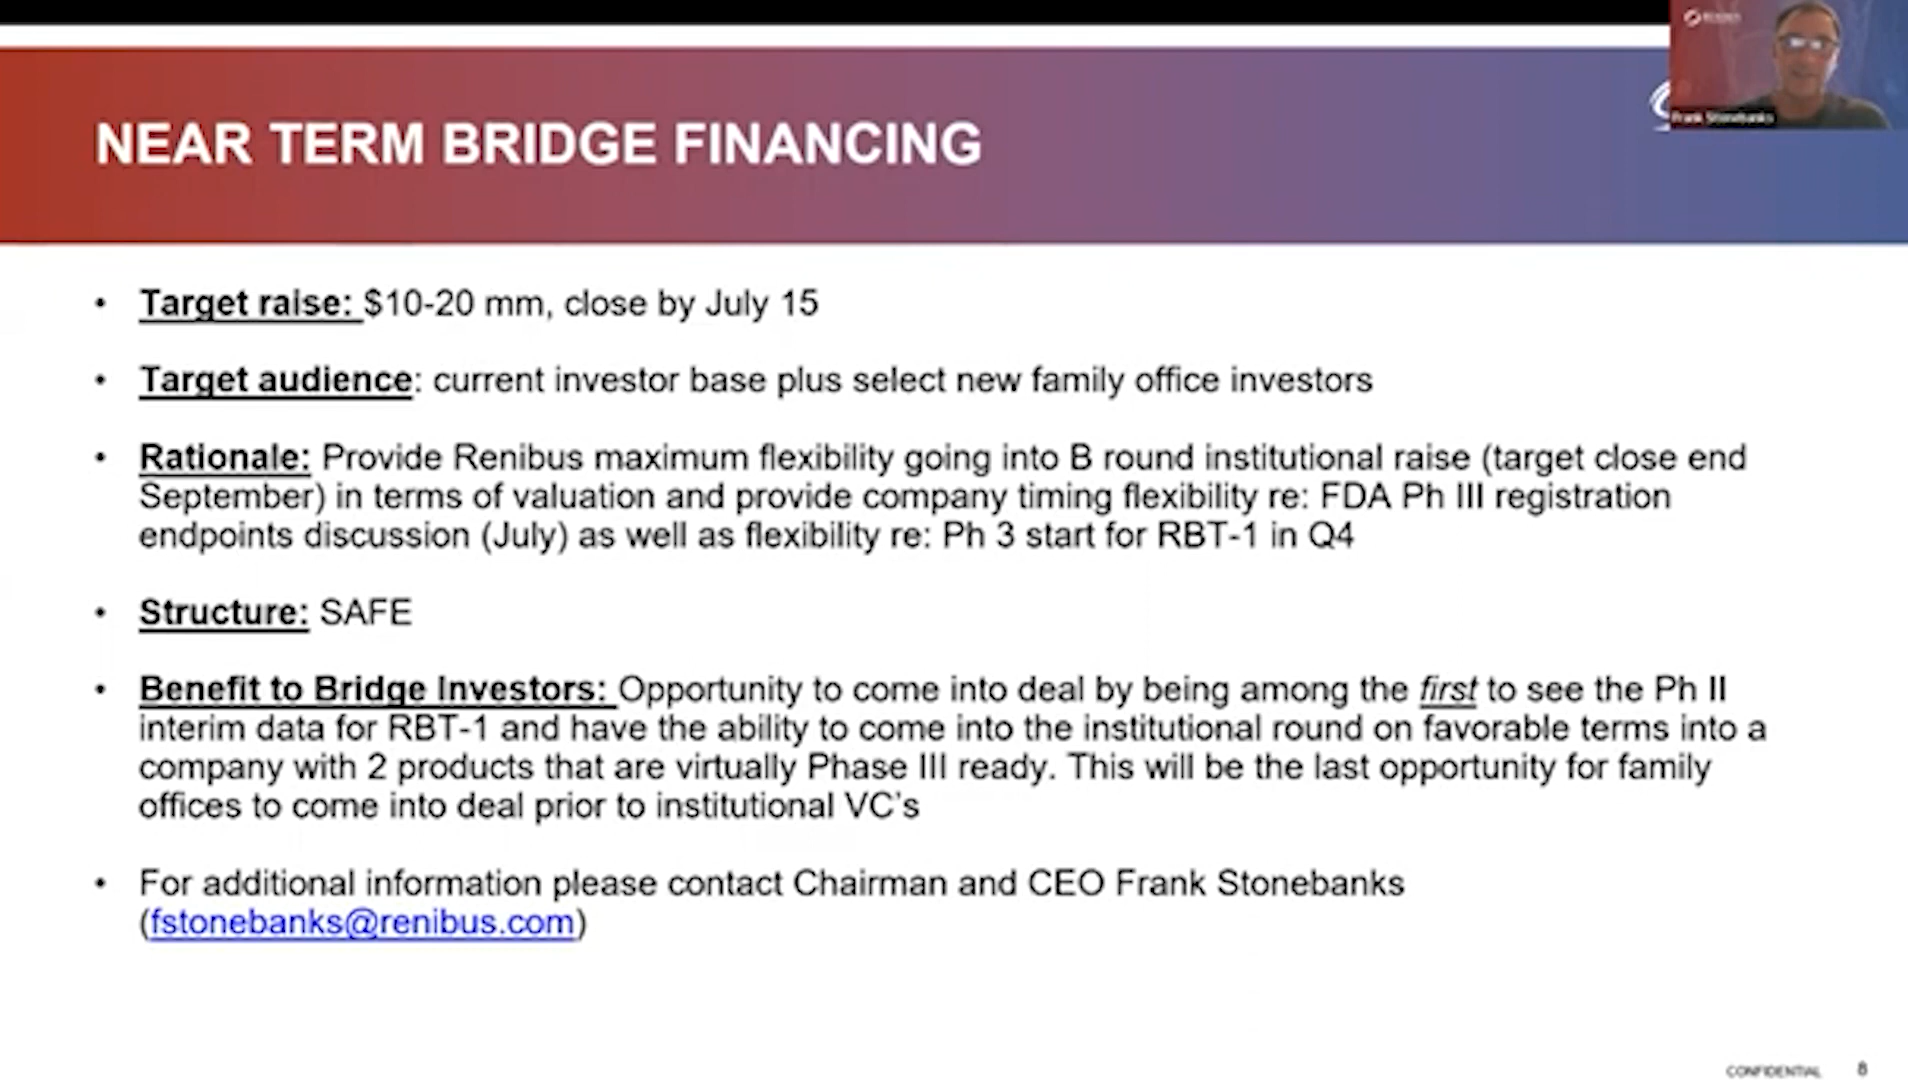 Frank Stonebanks
NEAR TERM BRIDGE FINANCING
• Target raise: $10-20 mm, close by July 15
• Target audience: current investor base plus select new family office investors
• Rationale: Provide Renibus maximum flexibility going into B round institutional raise (target close end
September) in terms of valuation and provide company timing flexibility re: FDA Ph III registration
endpoints discussion (July) as well as flexibility re: Ph 3 start for RBT-1 in Q4
• Structure: SAFE
• Benefit to Bridge Investors: Opportunity to come into deal by being among the first to see the Ph II
interim data for RBT-1 and have the ability to come into the institutional round on favorable terms into a
company with 2 products that are virtually Phase III ready. This will be the last opportunity for family
offices to come into deal prior to institutional VC's
• For additional information please contact Chairman and CEO Frank Stonebanks
(fstonebanks@renibus.com)
CONFIDENTIAL 8